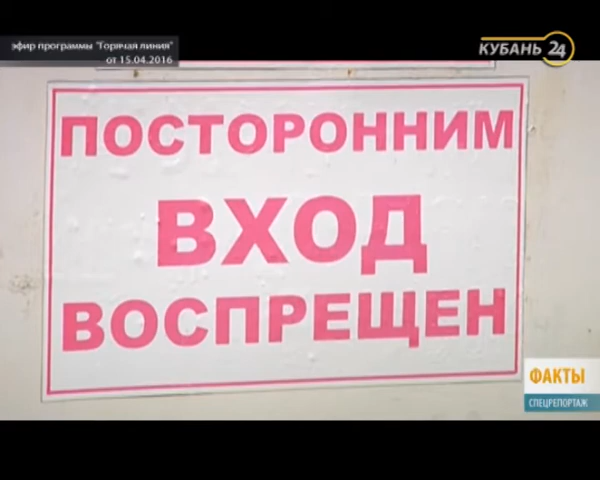 эфир программы "Горячая линия"
от 15.04.2016
КУБАНЬ 24
ПОСТОРОННИМ
ВХОД
ВОСПРЕЩЕН
ФАКТЫ
СПЕЦРЕПОРТАЖ